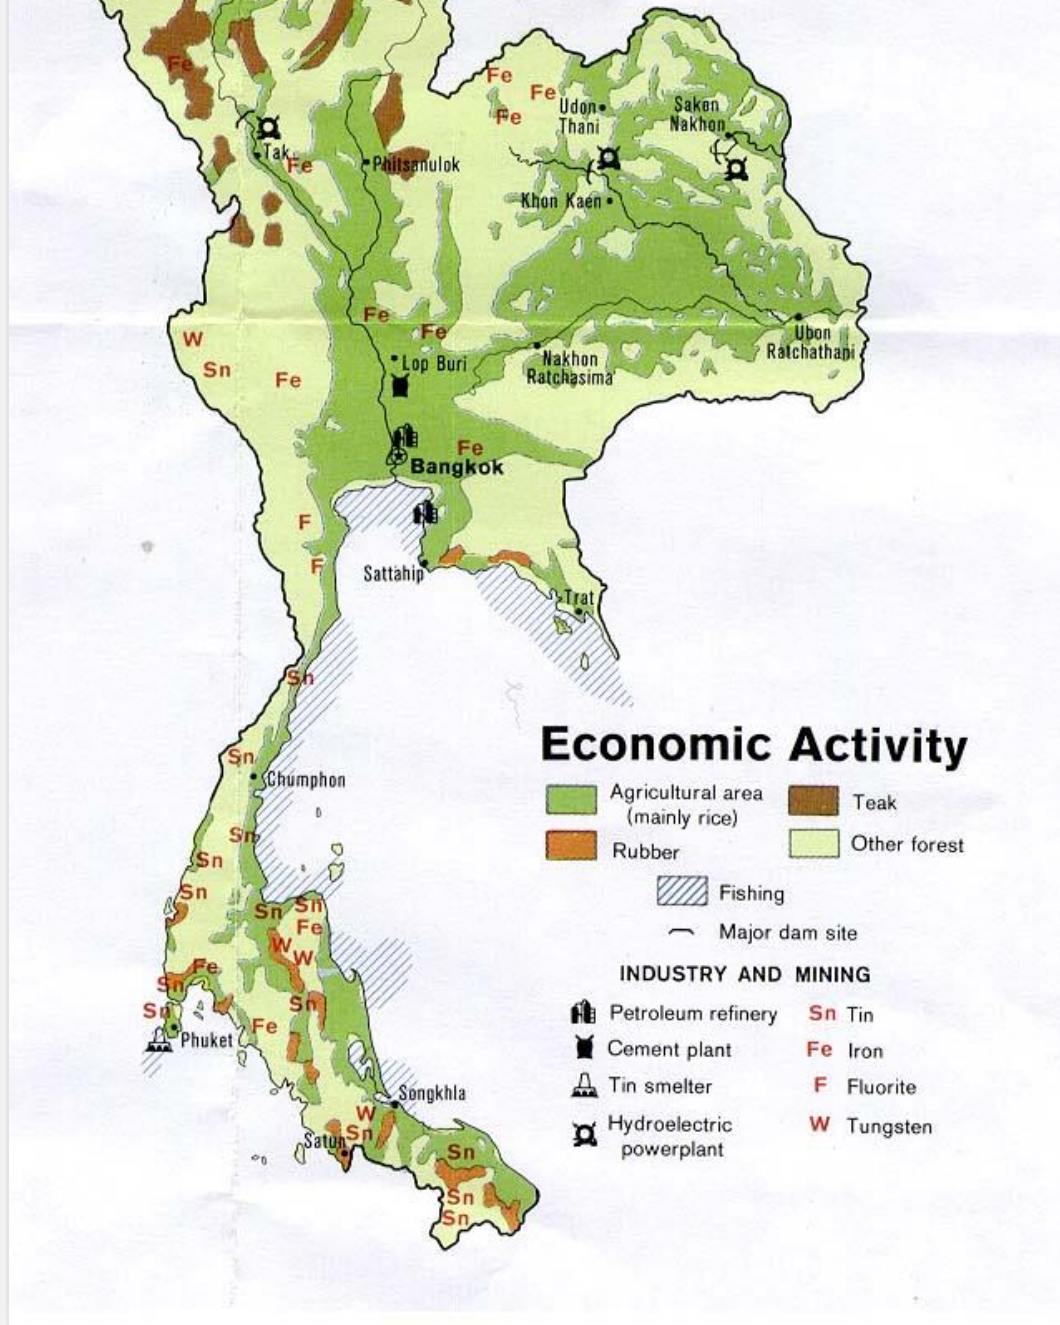 Fe
Fe
Fe
Fe
Udon
Thani
Saken
Nakhon
Tak
Fe
Phitsanulok
Khon Kaen
Fe
Fe
W
Sn
Fe
Lop Buri
Nakhon
Ratchasima
Ubon
Ratchathani
Fe
Bangkok
F
F
Sattahip
Trat
Sn
Sn
Chumphon
Sn
Sn
Sn
Sn
Sn
Fe
W
W
Fe
Sn
Sn
Sn
Fe
Phuket
Songkhla
W
Sn
Satun
Sn
Sn
Sn
Economic Activity
Agricultural area
(mainly rice)
Teak
Rubber
Other forest
Fishing
Major dam site
INDUSTRY AND MINING
Petroleum refinery
Sn Tin
Cement plant
Fe Iron
Tin smelter
F Fluorite
Hydroelectric
powerplant
W Tungsten